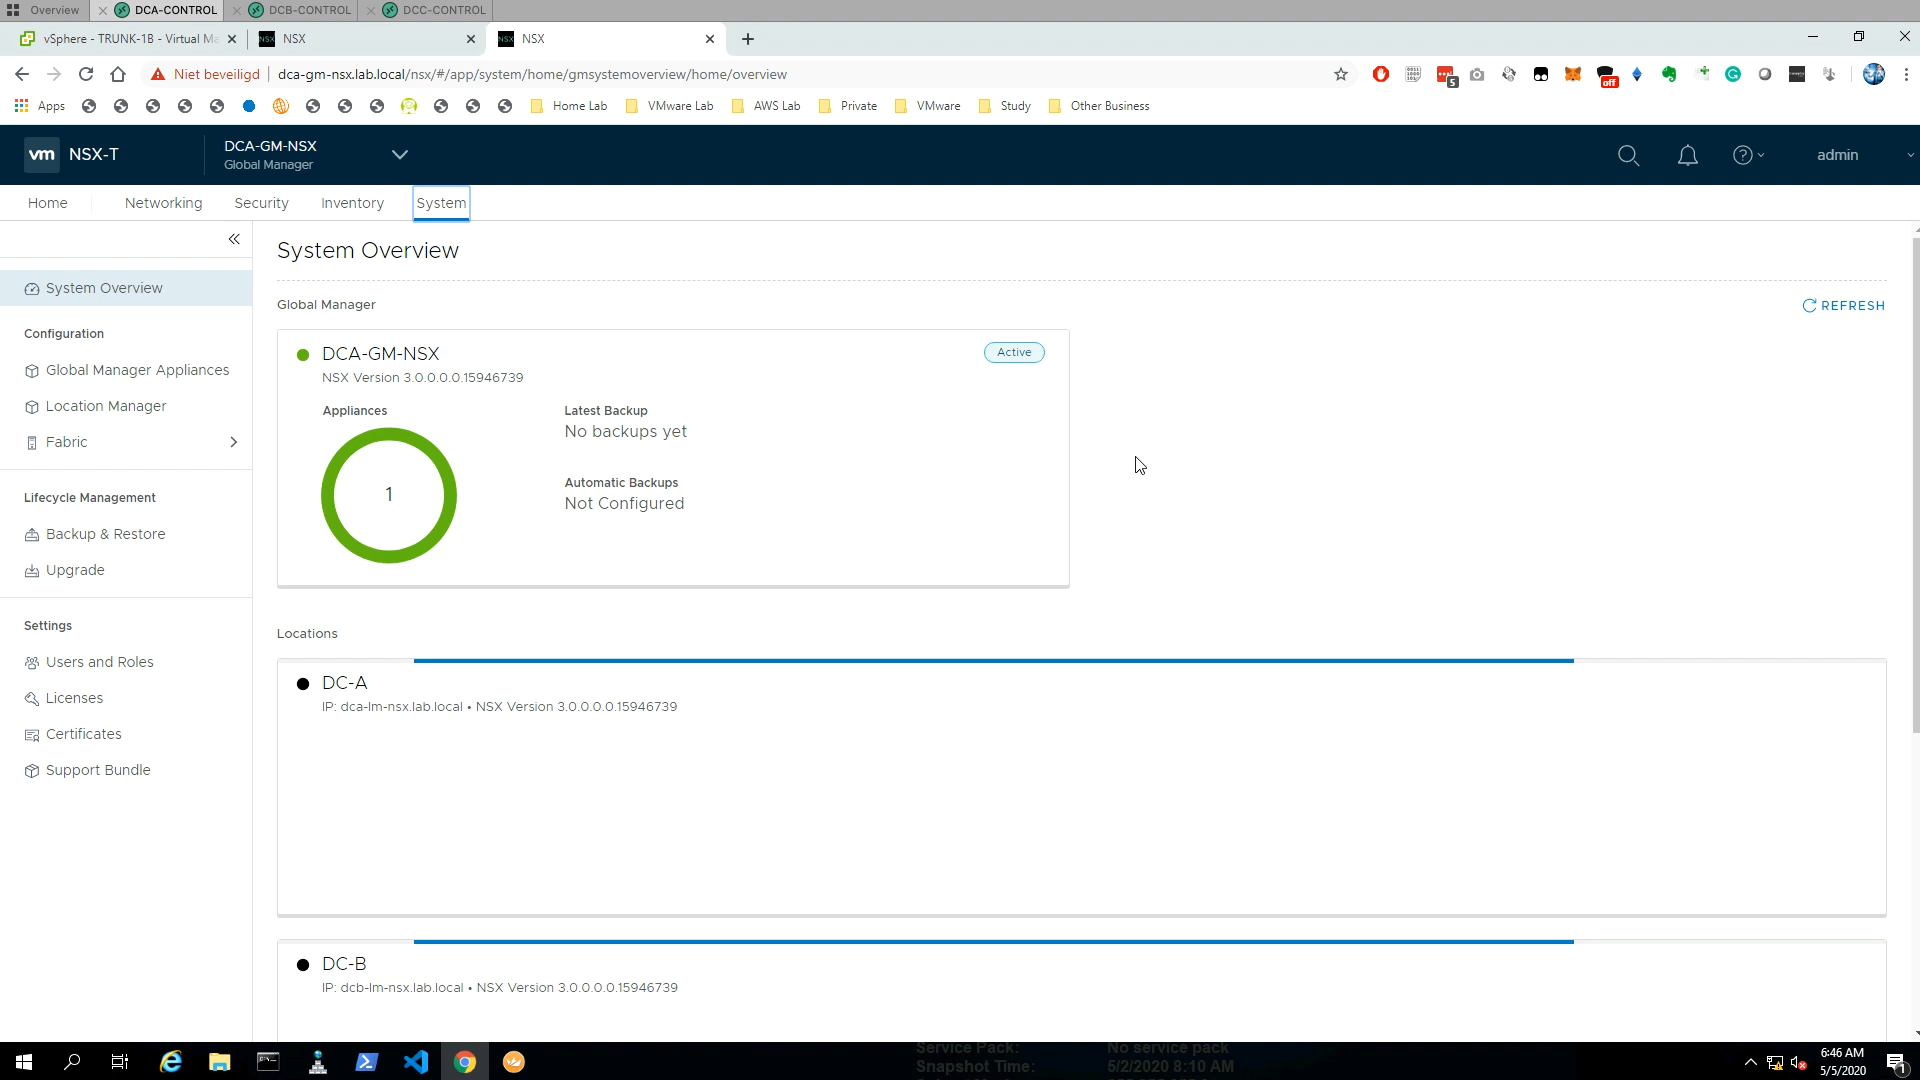 Overview
DCA-CONTROL
DCB-CONTROL
DCC-CONTROL
vSphere - TRUNK-1B - Virtual Ma
NSX
NSX
Niet beveiligd
dca-gm-nsx.lab.local/nsx/#/app/system/home/gmsystemoverview/home/overview
5
off
Apps
Home Lab
VMware Lab
AWS Lab
Private
VMware
Study
Other Business
vm NSX-T
DCA-GM-NSX
Global Manager
admin
Home
Networking
Security
Inventory
System
System Overview
Configuration
Global Manager Appliances
Location Manager
Fabric
Lifecycle Management
Backup & Restore
Upgrade
Settings
Users and Roles
Licenses
Certificates
Support Bundle
System Overview
Global Manager
REFRESH
DCA-GM-NSX
Active
NSX Version 3.0.0.0.0.15946739
Appliances
1
Latest Backup
No backups yet
Automatic Backups
Not Configured
Locations
DC-A
IP: dca-lm-nsx.lab.local • NSX Version 3.0.0.0.0.15946739
DC-B
IP: dcb-lm-nsx.lab.local • NSX Version 3.0.0.0.0.15946739
Service Pack: No service pack
Snapshot Time: 5/2/2020 8:10 AM
6:46 AM
5/5/2020
1